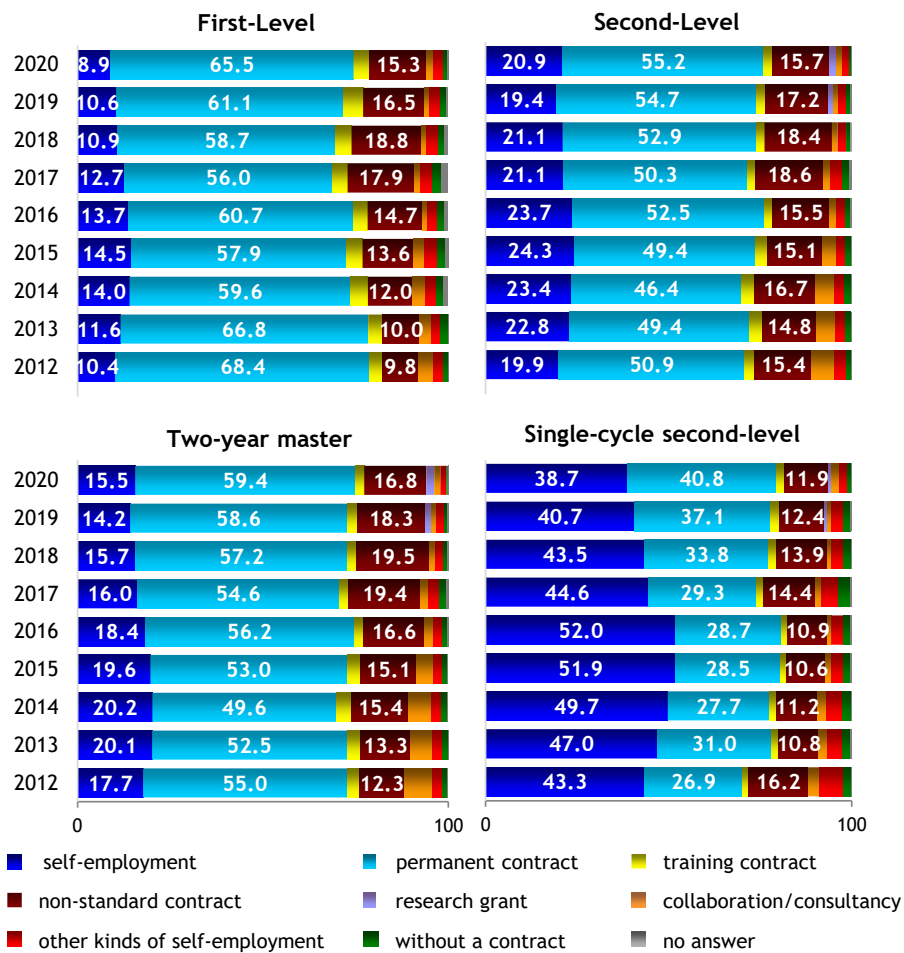 First-Level Second-Level
2020 8.9 65.5 15.3 20.9 55.2 15.7
2019 10.6 61.1 16.5 19.4 54.7 17.2
2018 10.9 58.7 18.8 21.1 52.9 18.4
2017 12.7 56.0 17.9 21.1 50.3 18.6
2016 13.7 60.7 14.7 23.7 52.5 15.5
2015 14.5 57.9 13.6 24.3 49.4 15.1
2014 14.0 59.6 12.0 23.4 46.4 16.7
2013 11.6 66.8 10.0 22.8 49.4 14.8
2012 10.4 68.4 9.8 19.9 50.9 15.4
Two-year master Single-cycle second-level
2020 15.5 59.4 16.8 38.7 40.8 11.9
2019 14.2 58.6 18.3 40.7 37.1 12.4
2018 15.7 57.2 19.5 43.5 33.8 13.9
2017 16.0 54.6 19.4 44.6 29.3 14.4
2016 18.4 56.2 16.6 52.0 28.7 10.9
2015 19.6 53.0 15.1 51.9 28.5 10.6
2014 20.2 49.6 15.4 49.7 27.7 11.2
2013 20.1 52.5 13.3 47.0 31.0 10.8
2012 17.7 55.0 12.3 43.3 26.9 16.2
0 100 0 100
self-employment permanent contract training contract
non-standard contract research grant collaboration/consultancy
other kinds of self-employment without a contract no answer